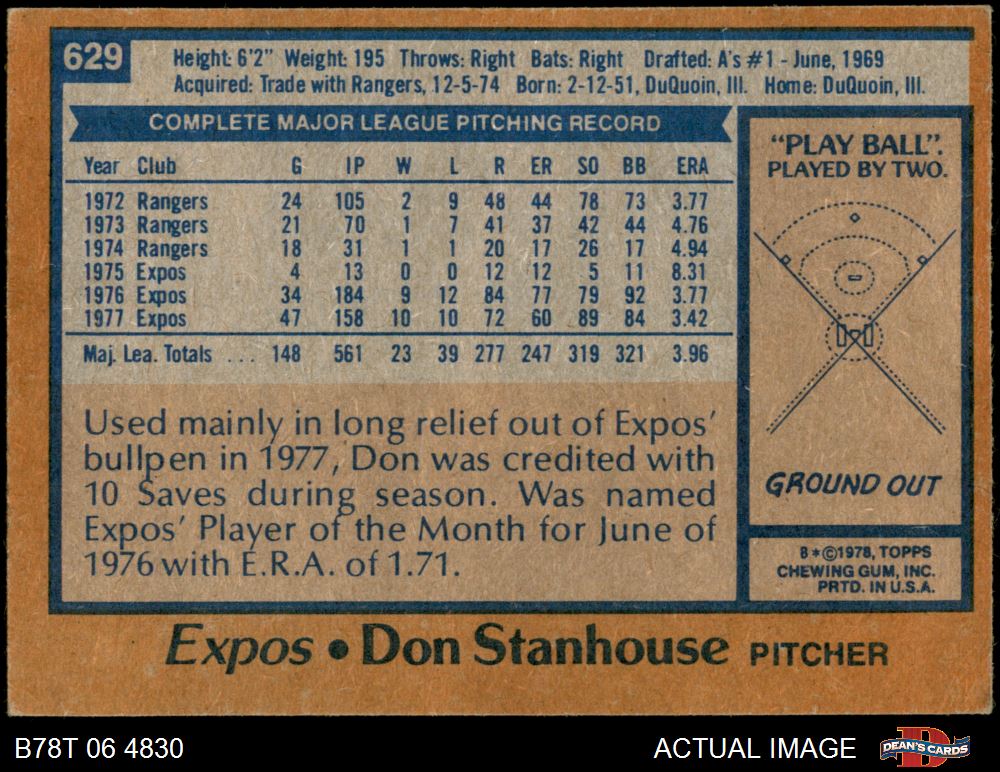 629
Height: 6'2" Weight: 195 Throws: Right Bats: Right Drafted: A's #1 - June, 1969
Acquired: Trade with Rangers, 12-5-74 Born: 2-12-51, DuQuoin, Ill. Home: DuQuoin, Ill.
COMPLETE MAJOR LEAGUE PITCHING RECORD
Year Club G IP W L R ER SO BB ERA
1972 Rangers 24 105 2 9 48 44 78 73 3.77
1973 Rangers 21 70 1 7 41 37 42 44 4.76
1974 Rangers 18 31 1 1 20 17 26 17 4.94
1975 Expos 4 13 0 0 12 12 5 11 8.31
1976 Expos 34 184 9 12 84 77 79 92 3.77
1977 Expos 47 158 10 10 72 60 89 84 3.42
Maj. Lea. Totals ... 148 561 23 39 277 247 319 321 3.96
Used mainly in long relief out of Expos'
bullpen in 1977, Don was credited with
10 Saves during season. Was named
Expos' Player of the Month for June of
1976 with E.R.A. of 1.71.
"PLAY BALL".
PLAYED BY TWO.
GROUND OUT
B*©1978, TOPPS
CHEWING GUM, INC.
PRTD. IN U.S.A.
Expos • Don Stanhouse PITCHER
B78T 06 4830
ACTUAL IMAGE
D
DEAN'S CARDS